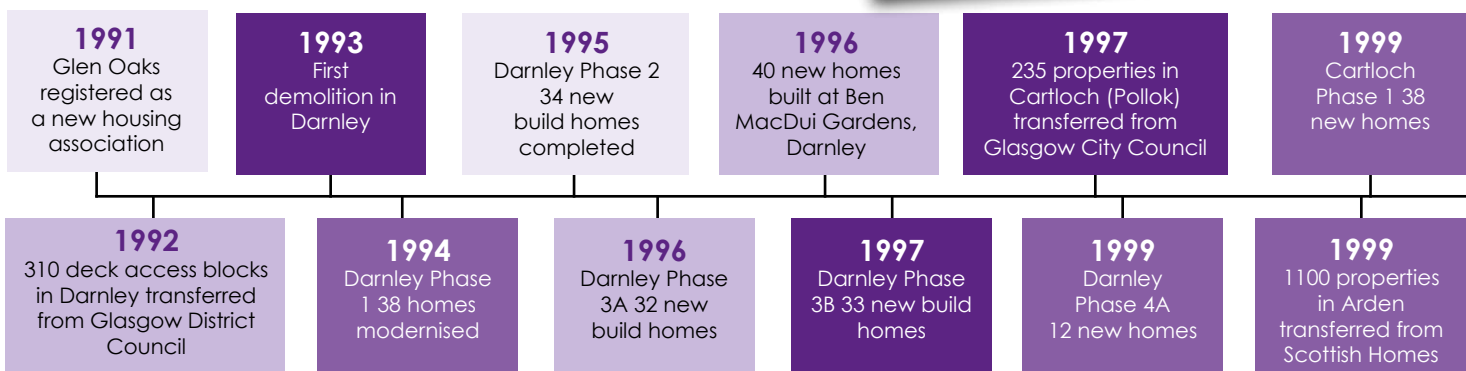 1991
Glen Oaks
registered as
a new housing
association
1993
First
demolition in
Darnley
1995
Darnley Phase 2
34 new
build homes
completed
1996
40 new homes
built at Ben
MacDui Gardens,
Darnley
1997
235 properties in
Cartloch (Pollok)
transferred from
Glasgow City Council
1999
Cartloch
Phase 1 38
new homes
1992
310 deck access blocks
in Darnley transferred
from Glasgow District
Council
1994
Darnley Phase
1 38 homes
modernised
1996
Darnley Phase
3A 32 new
build homes
1997
Darnley Phase
3B 33 new build
homes
1999
Darnley
Phase 4A
12 new homes
1999
1100 properties
in Arden
transferred from
Scottish Homes